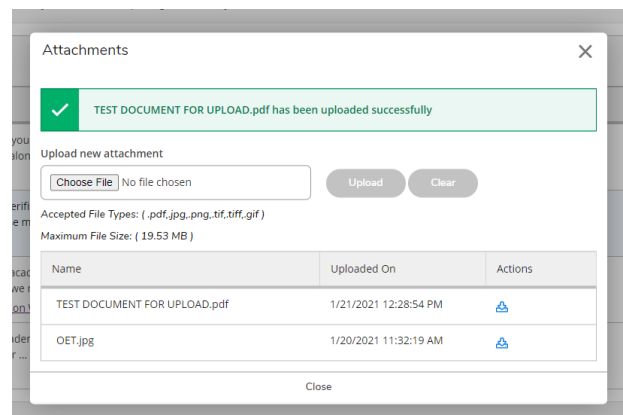 Attachments
TEST DOCUMENT FOR UPLOAD.pdf has been uploaded successfully
Upload new attachment
Choose File No file chosen Upload Clear
Accepted File Types: ( .pdf,.jpg,.png,.tif,.tiff,.gif )
Maximum File Size: ( 19.53 MB )
Name Uploaded On Actions
TEST DOCUMENT FOR UPLOAD.pdf 1/21/2021 12:28:54 PM
OET.jpg 1/20/2021 11:32:19 AM
Close